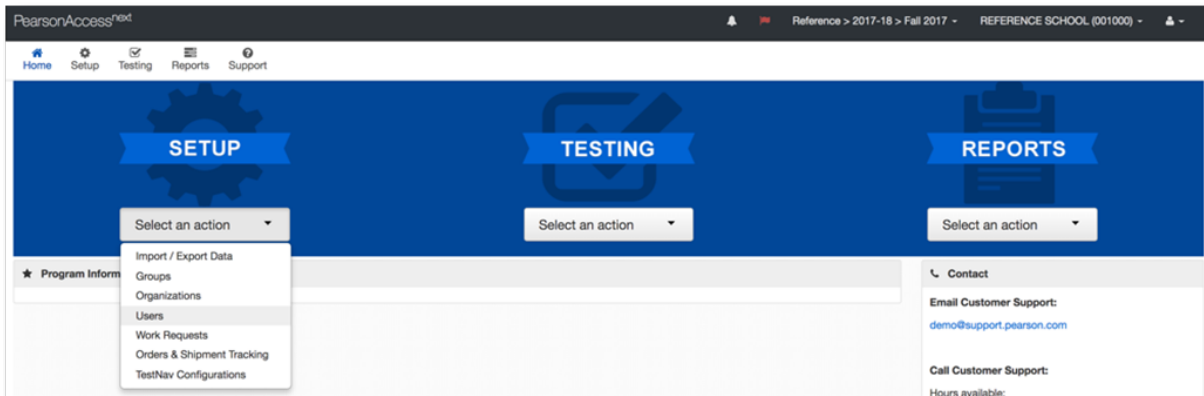 PearsonAccessnext
Reference > 2017-18 > Fall 2017
REFERENCE SCHOOL (001000)
Home
Setup
Testing
Reports
Support
SETUP
TESTING
REPORTS
Select an action
Select an action
Select an action
Import / Export Data
Groups
Organizations
Users
Work Requests
Orders & Shipment Tracking
TestNav Configurations
Program Inform
Contact
Email Customer Support:
demo@support.pearson.com
Call Customer Support:
Hours available: